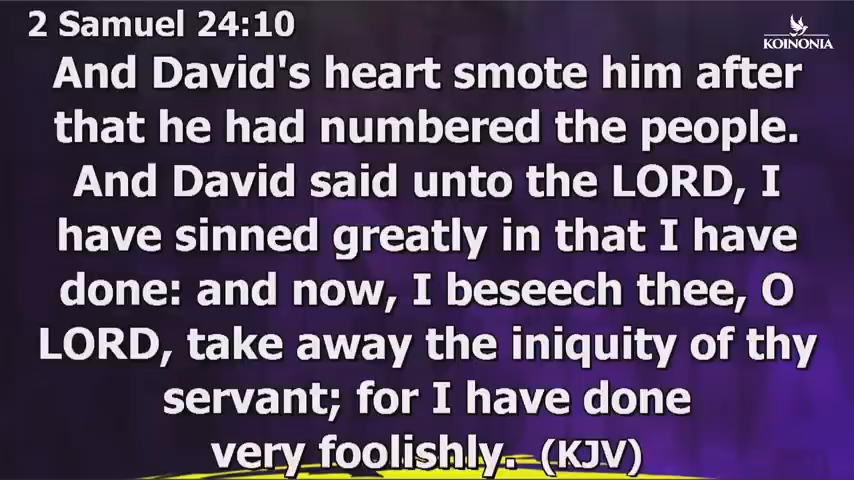 2 Samuel 24:10
KOINONIA
And David's heart smote him after
that he had numbered the people.
And David said unto the LORD, I
have sinned greatly in that I have
done: and now, I beseech thee, O
LORD, take away the iniquity of thy
servant; for I have done
very foolishly. (KJV)